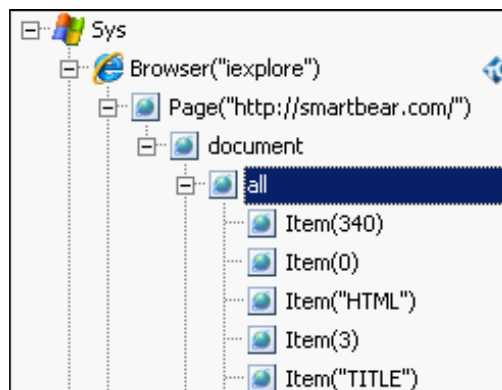 Sys
Browser("iexplore")
Page("http://smartbear.com/")
document
all
Item(340)
Item(0)
Item("HTML")
Item(3)
Item("TITLE")